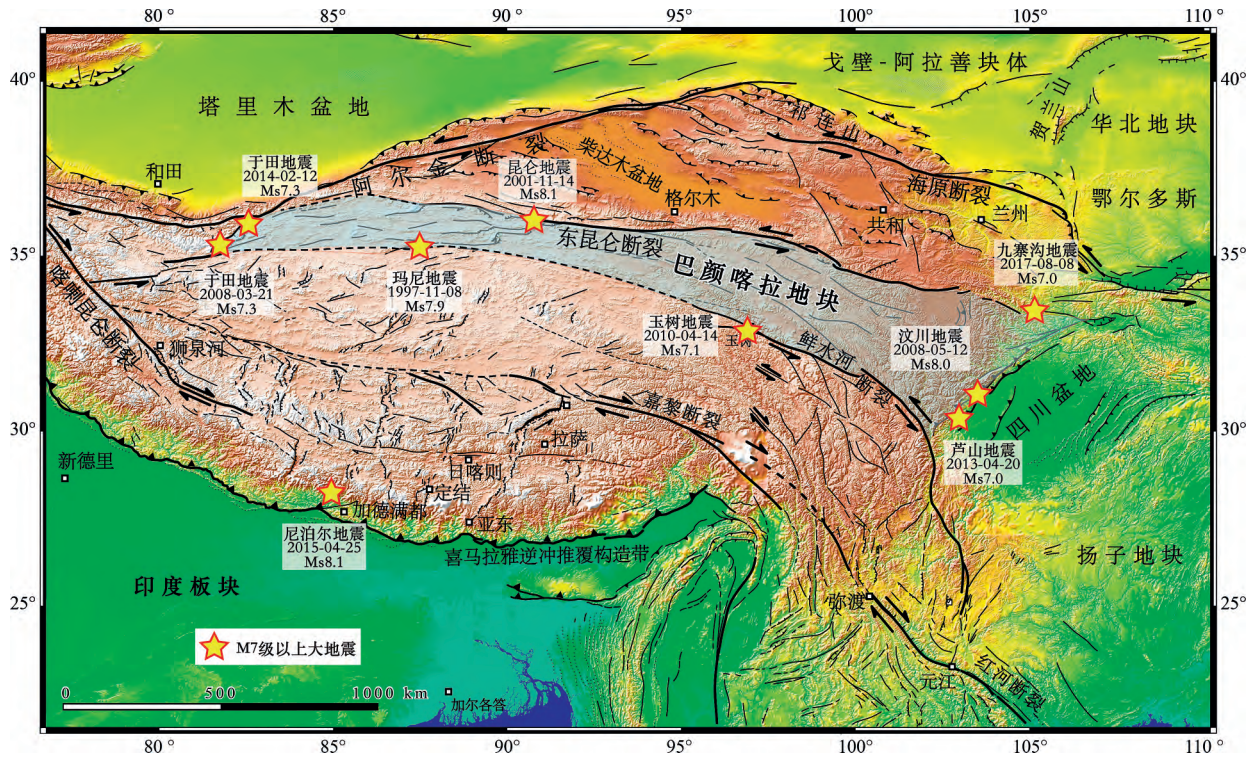 80 °
85°
90°
95°
100°
105°
110 °
40°
40°
戈壁-阿拉善块体
塔里木盆地
贺兰山
华北地块
祁连山
和田
于田地震
2014-02-12
Ms7.3
阿尔金断裂
昆仑地震
2001-11-14
Ms8.1
柴达木盆地
格尔木
海原断裂
共和
兰州
鄂尔多斯
35°
35°
东昆仑断裂
巴颜喀拉地块
九寨沟地震
2017-08-08
Ms7.0
于田地震
2008-03-21
Ms7.3
玛尼地震
1997-11-08
Ms7.9
喀喇昆仑断裂
狮泉河
玉树地震
2010-04-14
Ms7.1
玉树
鲜水河断裂
汶川地震
2008-05-12
Ms8.0
四川盆地
嘉黎断裂
30°
30°
拉萨
日喀则
新德里
定结
芦山地震
2013-04-20
Ms7.0
加德满都
亚东
尼泊尔地震
2015-04-25
Ms8.1
喜马拉雅逆冲推覆构造带
扬子地块
印度板块
25°
25°
弥渡
M7级以上大地震
元江
红河断裂
0
500
1000 km
加尔各答
80 °
85°
90°
95°
100°
105°
110 °